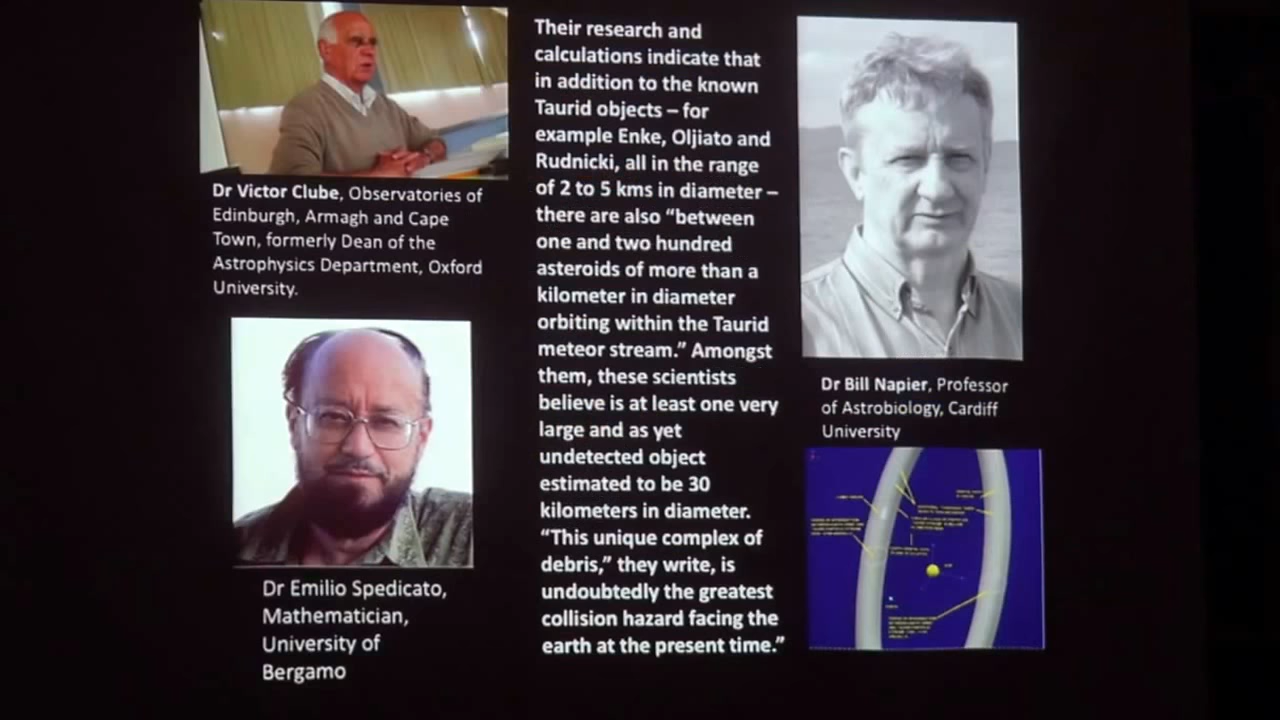 Dr Victor Clube, Observatories of
Edinburgh, Armagh and Cape
Town, formerly Dean of the
Astrophysics Department, Oxford
University.
Dr Emilio Spedicato,
Mathematician,
University of
Bergamo
Their research and
calculations indicate that
in addition to the known
Taurid objects – for
example Enke, Oljiato and
Rudnicki, all in the range
of 2 to 5 kms in diameter –
there are also “between
one and two hundred
asteroids of more than a
kilometer in diameter
orbiting within the Taurid
meteor stream.” Amongst
them, these scientists
believe is at least one very
large and as yet
undetected object
estimated to be 30
kilometers in diameter.
“This unique complex of
debris,” they write, is
undoubtedly the greatest
collision hazard facing the
earth at the present time.”
Dr Bill Napier, Professor
of Astrobiology, Cardiff
University